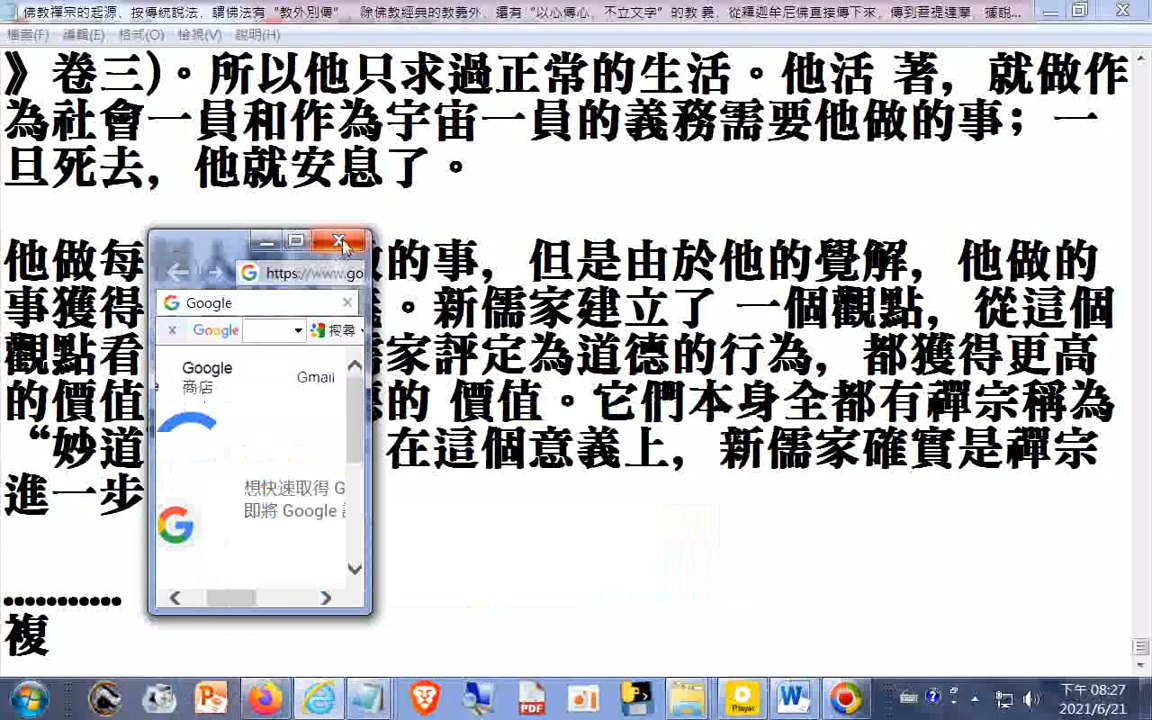 佛教禪宗的起源、按傳統說法，謂佛法有 "教外別傳"， 除佛教經典的教義外，還有 "以心傳心，不立文字" 的教 義，從釋迦牟尼佛直接傳下來，傳到菩提達摩，據說...
檔案(F) 編輯(E) 格式(O) 檢視(V) 說明(H)
》卷三)。所以他只求過正常的生活。他活 著，就做作
為社會一員和作為宇宙一員的義務需要他做的事；一
旦死去，他就安息了。
他做每 的事，但是由於他的覺解，他做的
事獲得 。新儒家建立了 一個觀點，從這個
觀點看 家評定為道德的行為，都獲得更高
的價值 的 價值。它們本身全都有禪宗稱為
“妙道 在這個意義上，新儒家確實是禪宗
進一步
............
複
https://www.go
Google
Google 搜尋
Google
商店
Gmail
想快速取得 G
即將 Google
Player
PDF
下午 08:27
2021/6/21